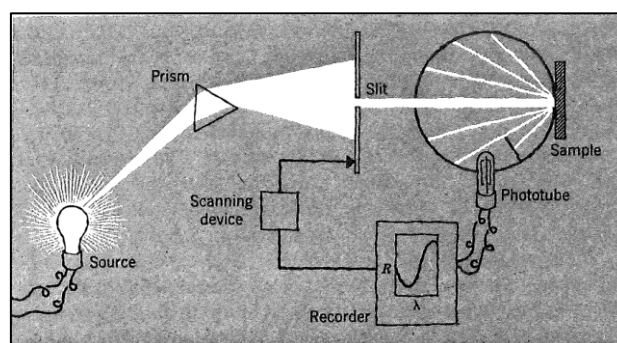 Prism
Slit
Sample
Scanning
device
Phototube
Source
R
λ
Recorder